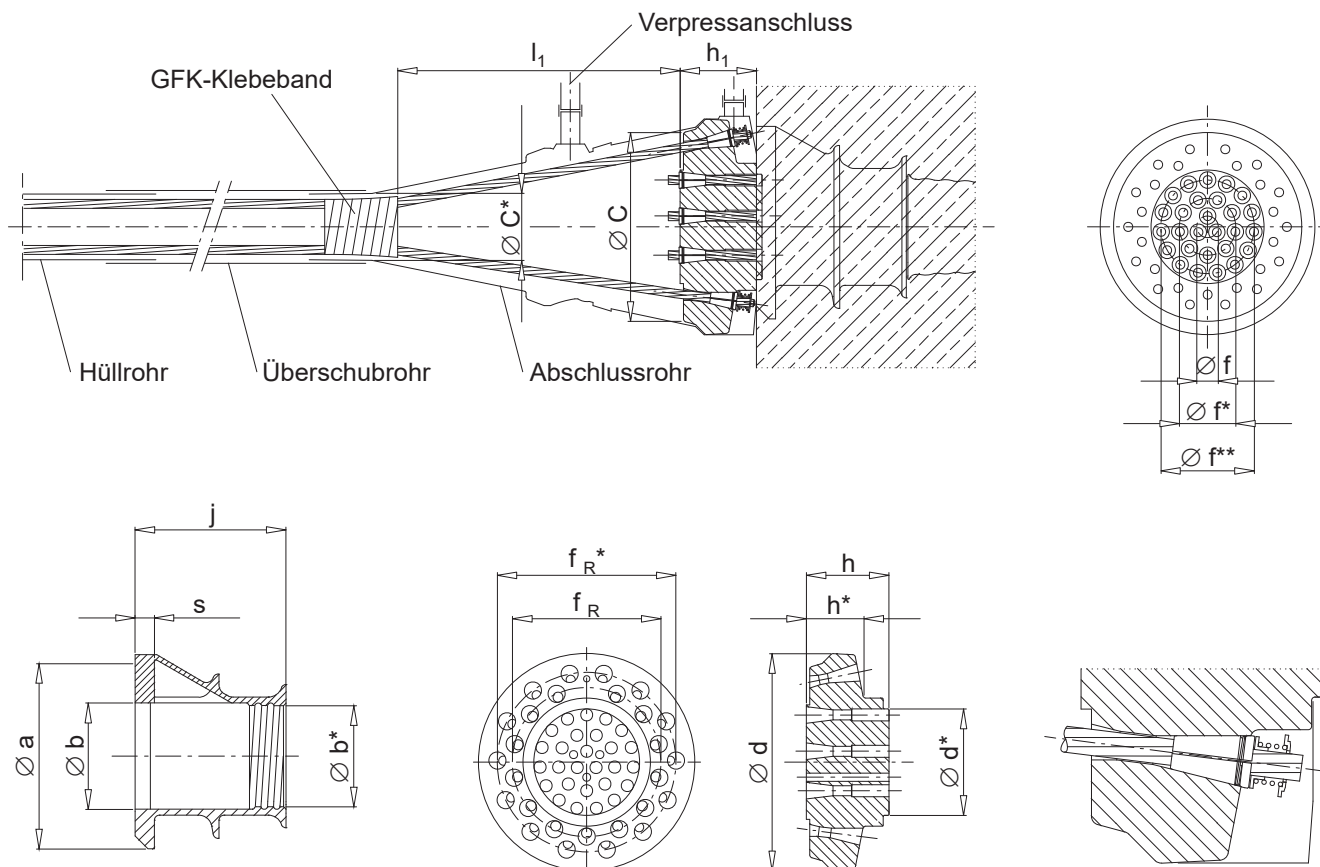 Verpressanschluss
l1
h1
GFK-Klebeband
Ø C*
Ø C
Hüllrohr
Überschubrohr
Abschlussrohr
Ø f
Ø f*
Ø f**
j
s
Ø a
Ø b
Ø b*
f R*
f R
h
h*
Ø d
Ø d*